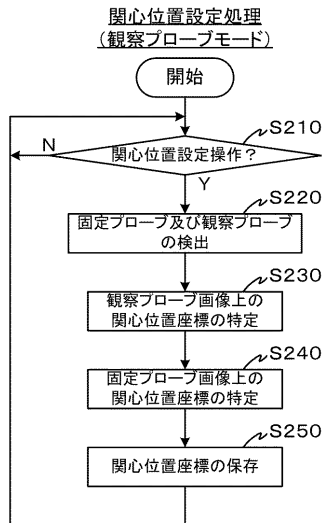 関心位置設定処理
(観察プローブモード)
開始
S210
N
関心位置設定操作？
Y
S220
固定プローブ及び観察プローブ
の検出
S230
観察プローブ画像上の
関心位置座標の特定
S240
固定プローブ画像上の
関心位置座標の特定
S250
関心位置座標の保存